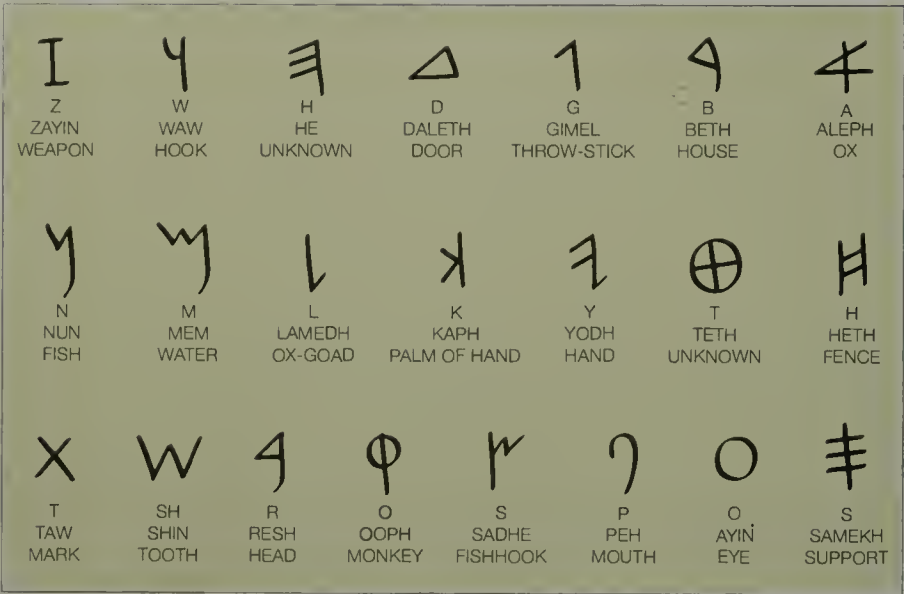 𐤀 𐤁 𐤂 𐤃 𐤄 𐤅 𐤆
Z W H D G B A
ZAYIN WAW HE DALETH GIMEL BETH ALEPH
WEAPON HOOK UNKNOWN DOOR THROW-STICK HOUSE OX
𐤇 𐤈 𐤉 𐤊 𐤋 𐤌 𐤍
N M L K Y T H
NUN MEM LAMEDH KAPH YODH TETH HETH
FISH WATER OX-GOAD PALM OF HAND HAND UNKNOWN FENCE
𐤎 𐤏 𐤐 𐤑 𐤒 𐤓 𐤔 𐤕
T SH R O S P O S
TAW SHIN RESH OOPH SADHE PEH AYIN SAMEKH
MARK TOOTH HEAD MONKEY FISHHOOK MOUTH EYE SUPPORT